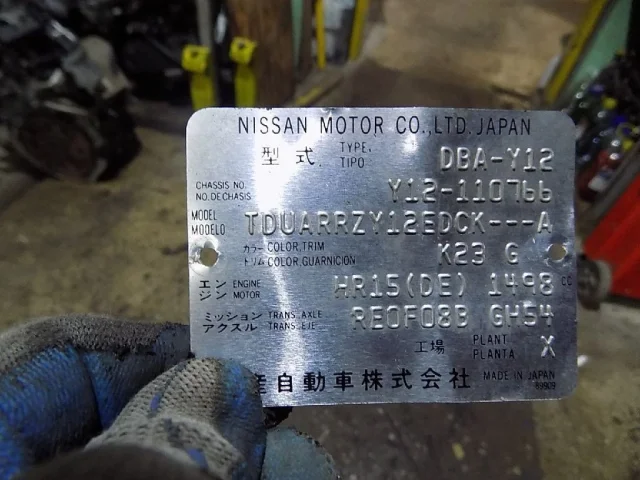 NISSAN MOTOR CO.,LTD. JAPAN
型式. TYPE. TIPO DBA-Y12
CHASSIS NO. NO.DE CHASIS Y12-110766
MODEL MODELO TDUARRZY12EDCK---A
カラー COLOR,TRIM K23 G
トリム COLOR,GUARNICION
エンジン ENGINE MOTOR HR15(DE) 1498 CC
ミッション TRANS. AXLE RE0F08B GH54
アクスル TRANS. EJE
工場 PLANT PLANTA X
産自動車株式会社 MADE IN JAPAN